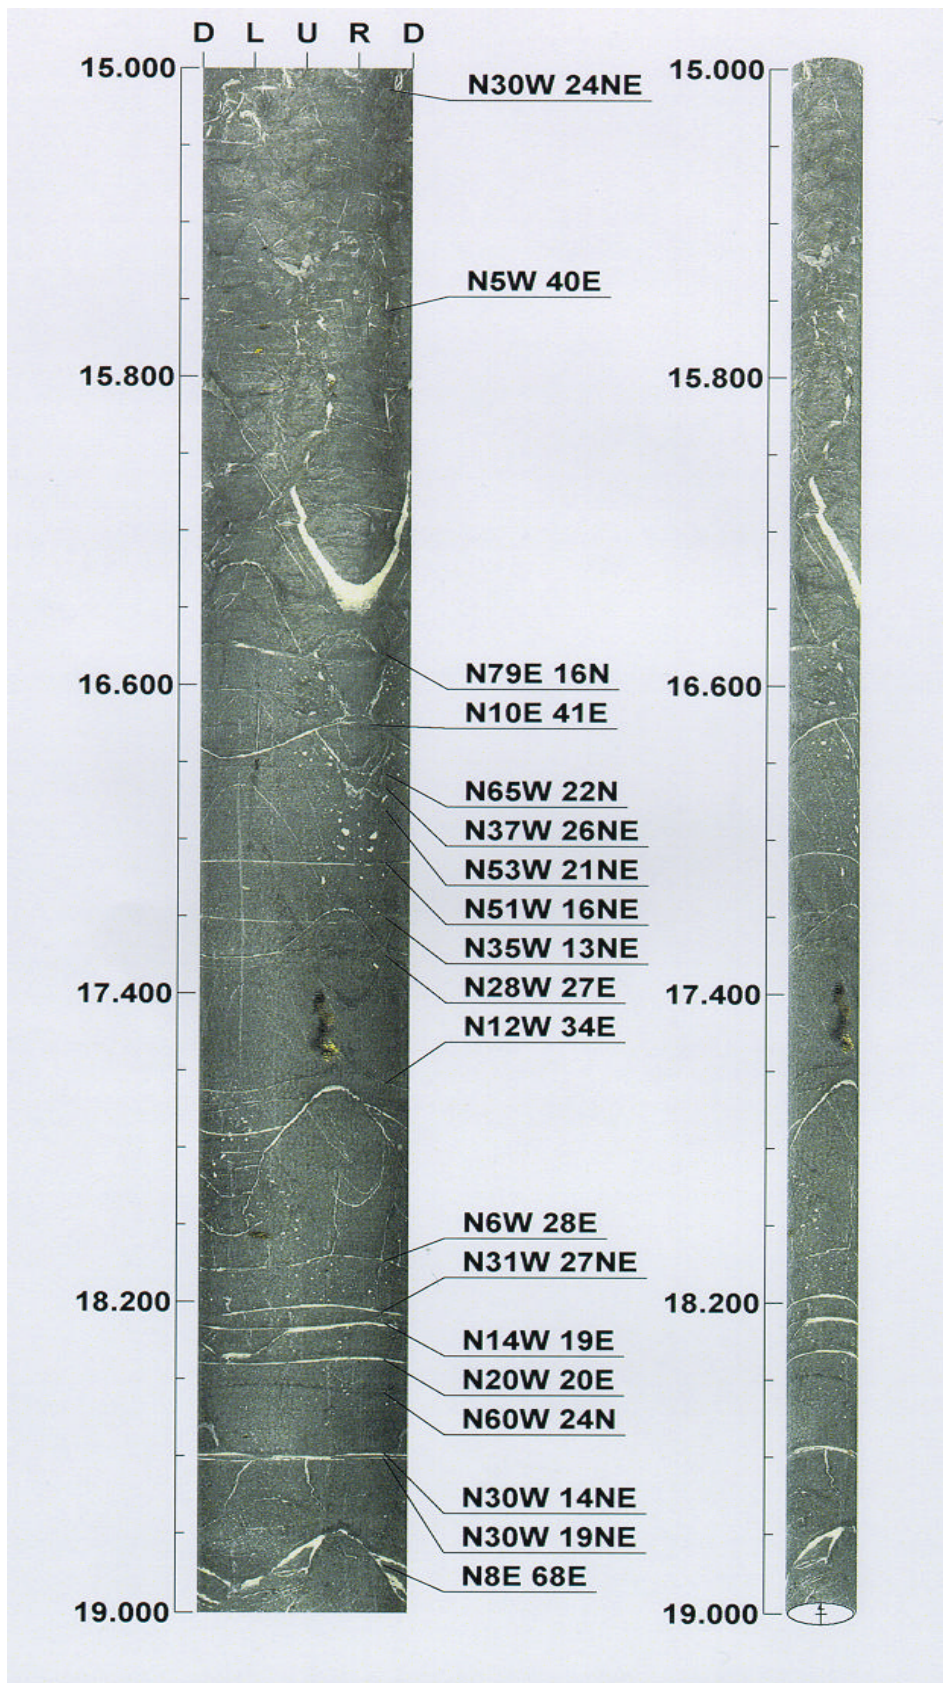 D L U R D
15.000
N30W 24NE
15.000
N5W 40E
15.800
15.800
N79E 16N
16.600
16.600
N10E 41E
N65W 22N
N37W 26NE
N53W 21NE
N51W 16NE
N35W 13NE
N28W 27E
17.400
17.400
N12W 34E
N6W 28E
N31W 27NE
18.200
18.200
N14W 19E
N20W 20E
N60W 24N
N30W 14NE
N30W 19NE
N8E 68E
19.000
19.000